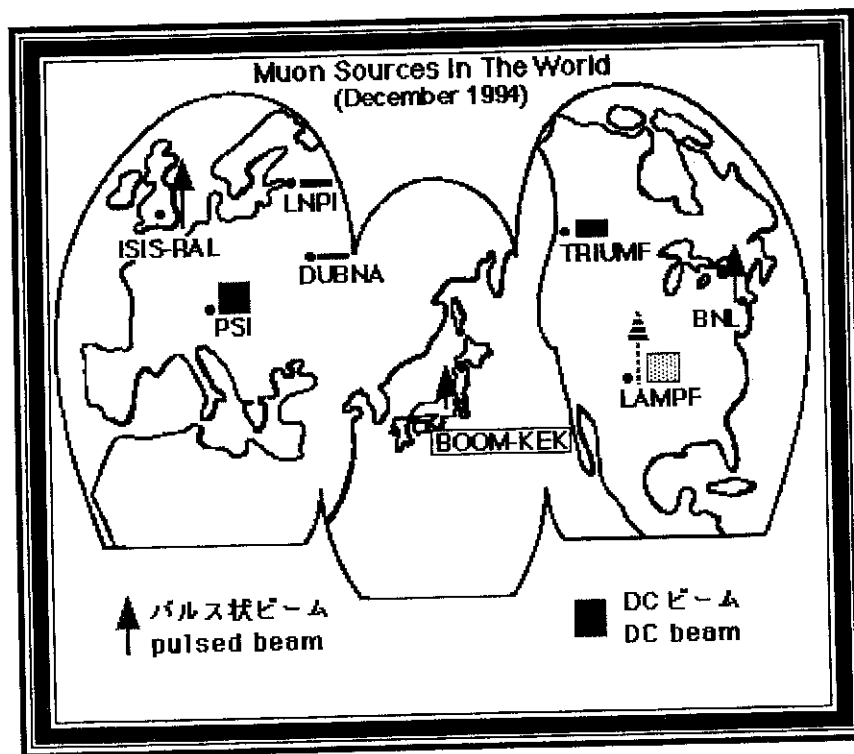 Muon Sources In The World
(December 1994)
LNPI
ISIS-RAL
TRIUMF
DUBNA
PSI
BNL
LAMPF
BOOM-KEK
パルス状ビーム
pulsed beam
DC ビーム
DC beam